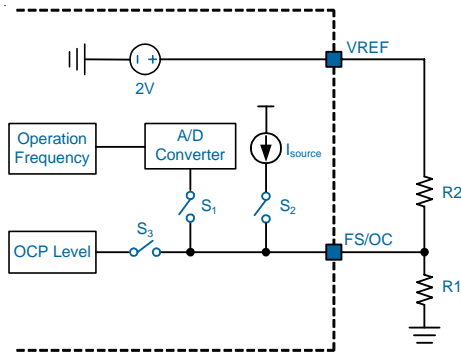 VREF
2V
Operation
Frequency
A/D
Converter
Isource
S1
S2
R2
S3
OCP Level
FS/OC
R1